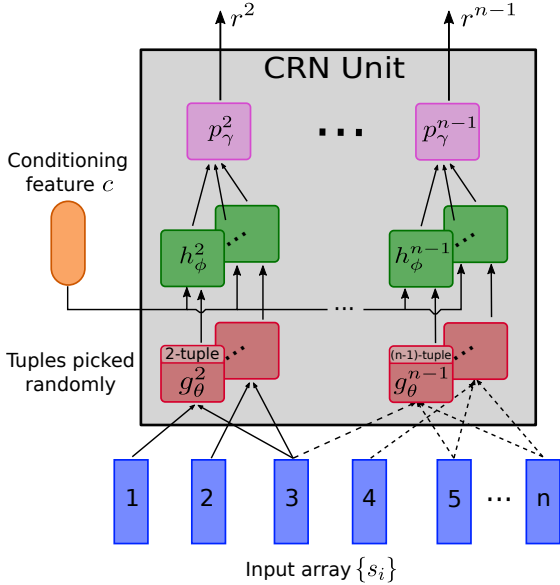 r^2
r^{n-1}
CRN Unit
p_γ^2
...
p_γ^{n-1}
Conditioning
feature c
h_ϕ^2
...
h_ϕ^{n-1}
...
...
Tuples picked
randomly
2-tuple
g_θ^2
...
(n-1)-tuple
g_θ^{n-1}
...
1
2
3
4
5
...
n
Input array {s_i}